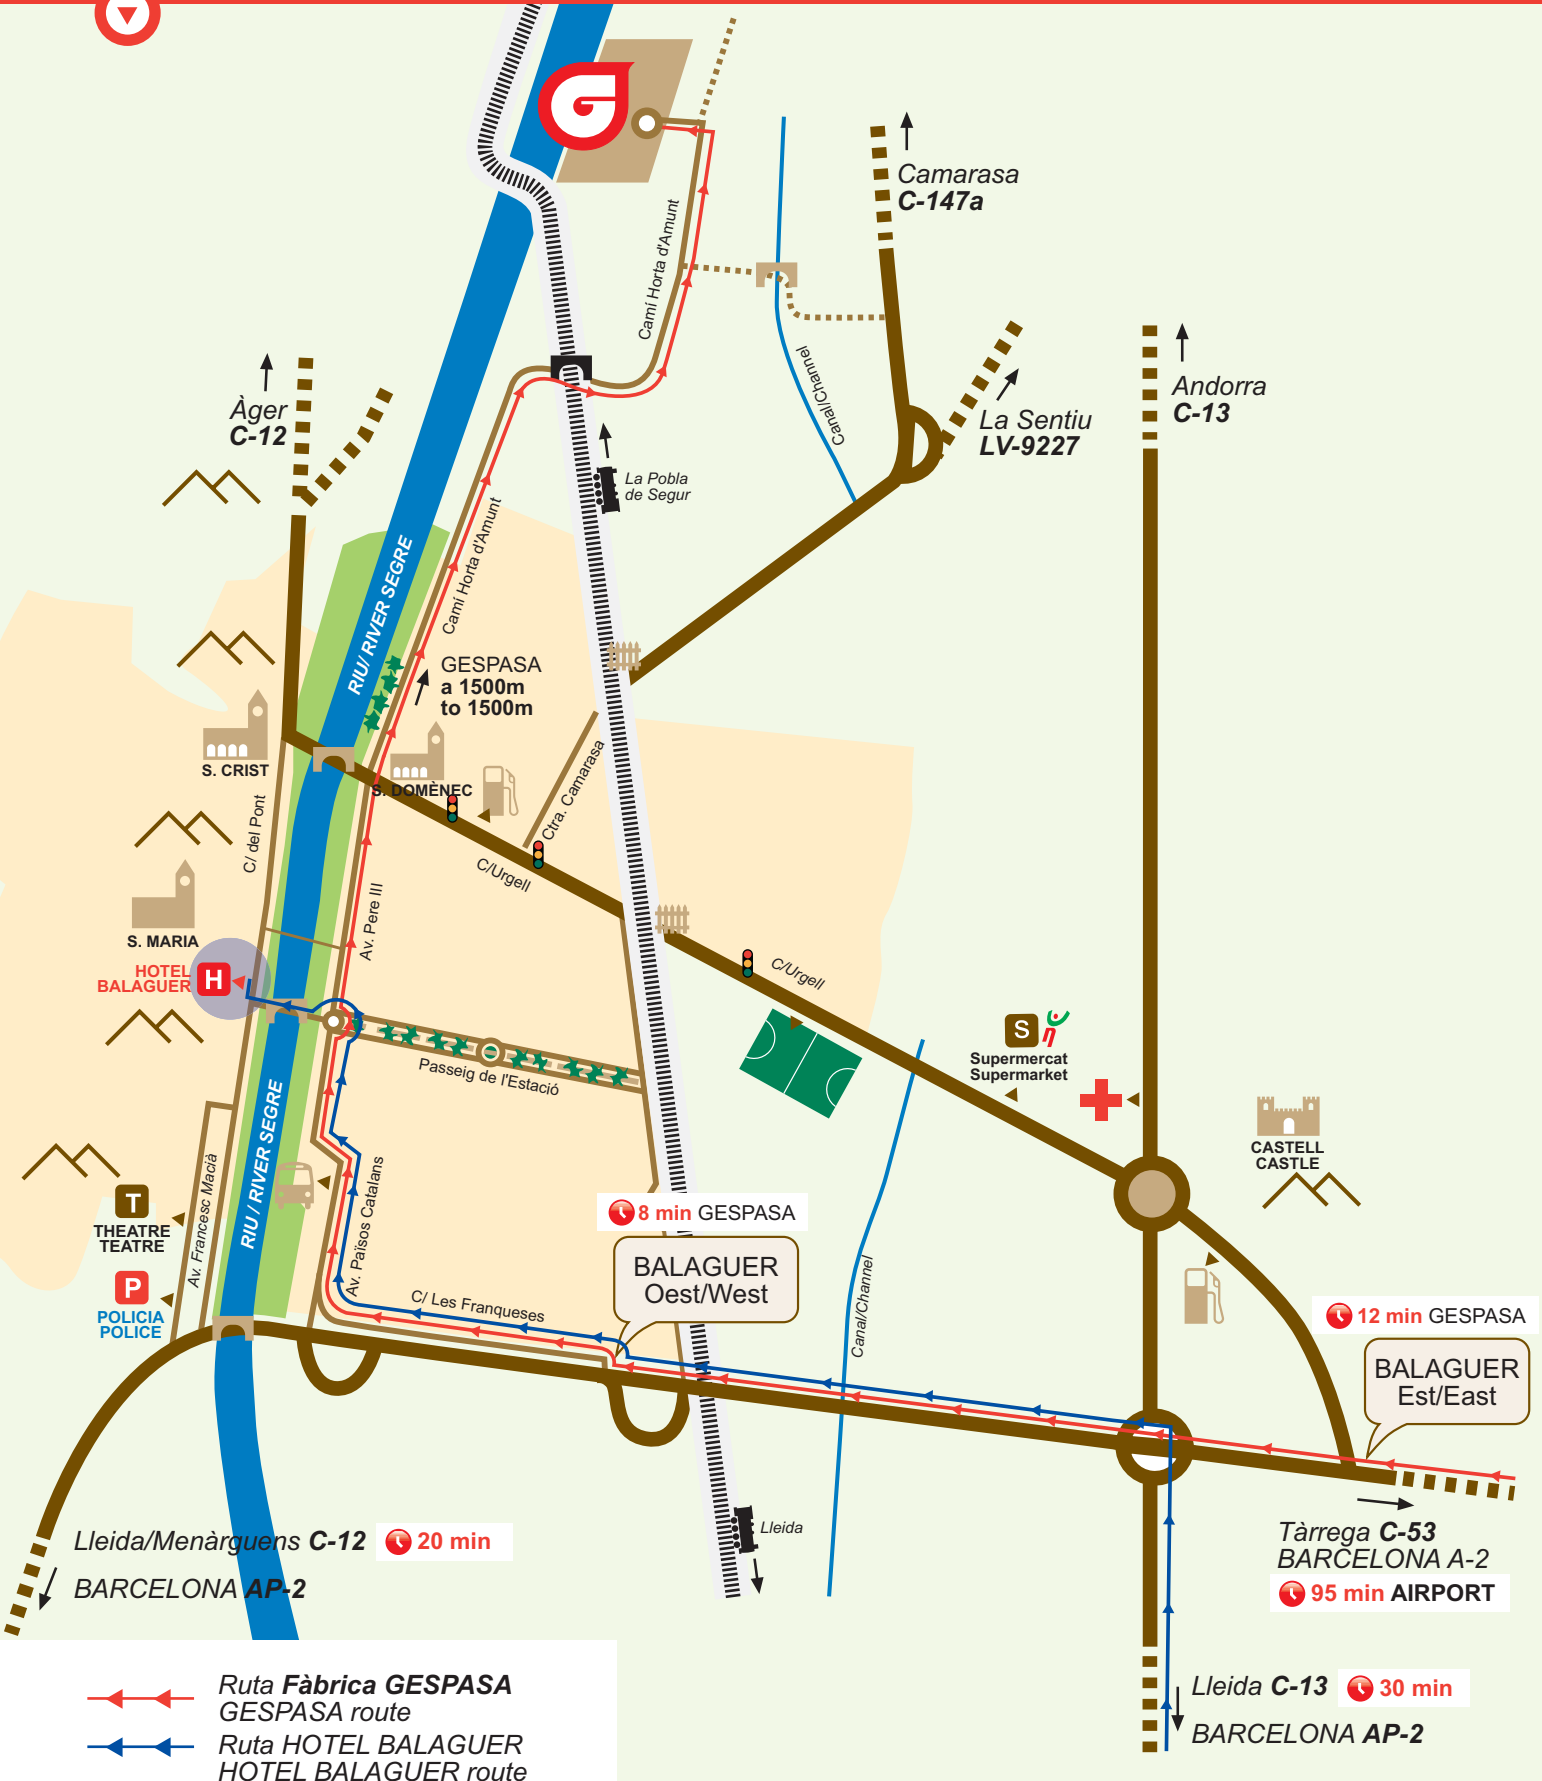 Camarasa
C-147a
Camí Horta d'Amunt
Canal/Channel
Àger
C-12
La Sentiu
LV-9227
Andorra
C-13
La Pobla
de Segur
Camí Horta d'Amunt
RIU/ RIVER SEGRE
GESPASA
a 1500m
to 1500m
S. CRIST
S. DOMÈNEC
Ctra. Camarasa
C/ del Pont
C/Urgell
Av. Pere III
S. MARIA
HOTEL
BALAGUER
H
C/Urgell
Passeig de l'Estació
S
Supermercat
Supermarket
CASTELL
CASTLE
RIU / RIVER SEGRE
T
THEATRE
TEATRE
Av. Francesc Macià
Av. Països Catalans
P
POLICIA
POLICE
C/ Les Franqueses
8 min GESPASA
BALAGUER
Oest/West
Canal/Channel
12 min GESPASA
BALAGUER
Est/East
Lleida/Menàrguens C-12 20 min
BARCELONA AP-2
Lleida
Tàrrega C-53
BARCELONA A-2
95 min AIRPORT
Lleida C-13 30 min
BARCELONA AP-2
Ruta Fàbrica GESPASA
GESPASA route
Ruta HOTEL BALAGUER
HOTEL BALAGUER route